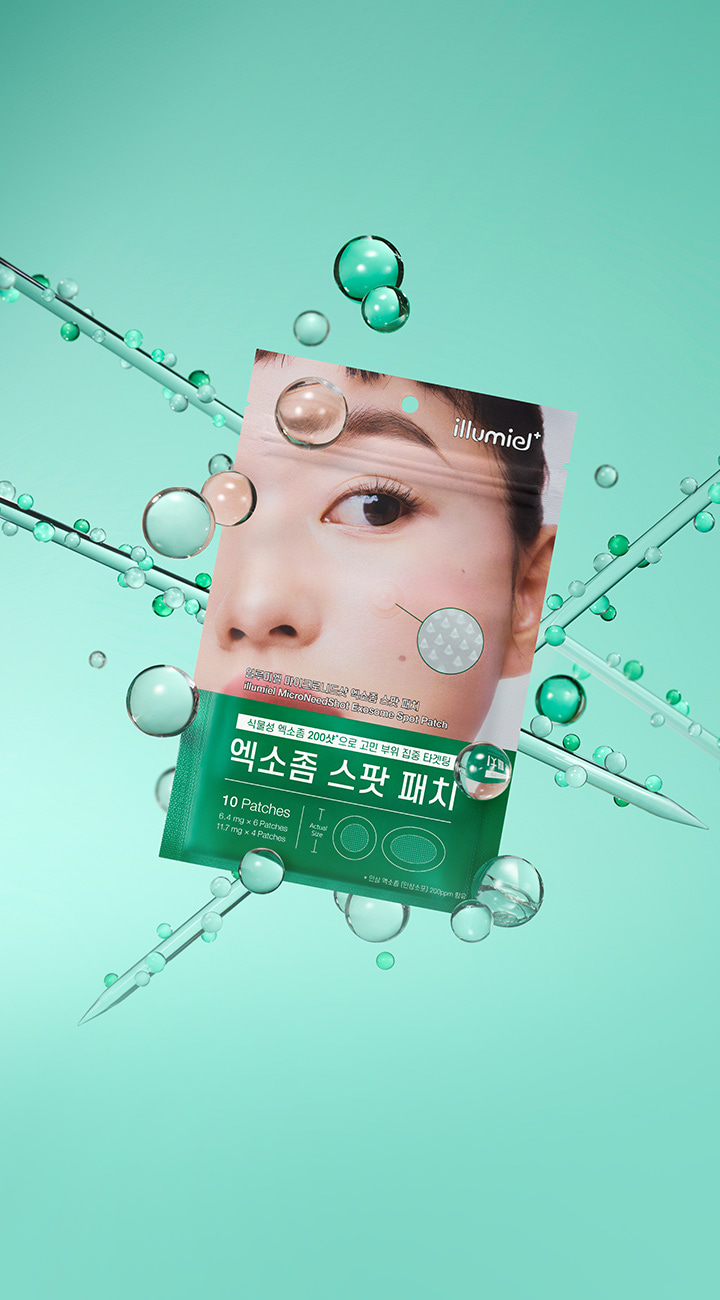 illumiel+
일루미엘 마이크로니드샷 엑소좀 스팟 패치
illumiel MicroNeedShot Exosome Spot Patch
식물성 엑소좀 200샷*으로 고민 부위 집중 타겟팅
엑소좀 스팟 패치
10 Patches
6.4 mg × 6 Patches
11.7 mg × 4 Patches
Actual
Size
* 인삼 엑소좀 (인삼소포) 200ppm 함유